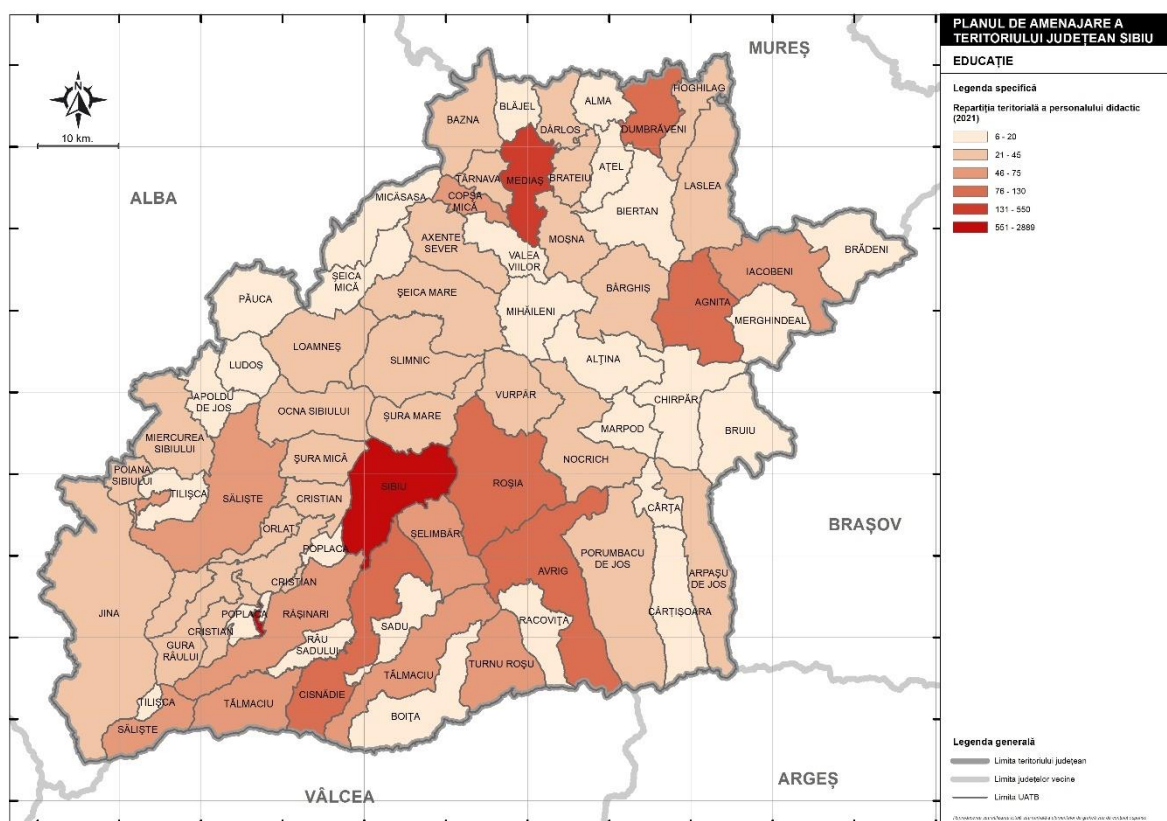 PLANUL DE AMENAJARE A
TERITORIULUI JUDEȚEAN SIBIU
EDUCAȚIE
Legenda specifică
Repartiția teritorială a personalului didactic
(2021)
6 - 20
21 - 45
46 - 75
76 - 130
131 - 550
551 - 2889
MUREȘ
N
10 km.
ALBA
BRAȘOV
VÂLCEA
ARGEȘ
BLĂJEL
ALMA
HOGHILAG
BAZNA
DÂRLOS
DUMBRĂVENI
TÂRNAVA
MEDIAȘ
BRATEIU
AȚEL
LASLEA
MICĂSASA
COPȘA
MICĂ
BIERTAN
AXENTE
SEVER
MOȘNA
VALEA
VIILOR
BRĂDENI
ȘEICA
MICĂ
IACOBENI
PĂUCA
ȘEICA MARE
BÂRGHIȘ
AGNITA
MIHĂILENI
MERGHINDEAL
LOAMNEȘ
SLIMNIC
LUDOȘ
ALȚINA
APOLDU
DE JOS
VURPĂR
CHIRPĂR
OCNA SIBIULUI
ȘURA MARE
MARPOD
BRUIU
MIERCUREA
SIBIULUI
ȘURA MICĂ
NOCRICH
POIANA
SIBIULUI
TILIȘCA
SĂLIȘTE
CRISTIAN
SIBIU
ROȘIA
CÂRȚA
ORLAT
ȘELIMBĂR
POPLACA
PORUMBACU
DE JOS
AVRIG
ARPAȘU
DE JOS
CRISTIAN
JINA
POPLACA
RĂȘINARI
CÂRȚIȘOARA
CRISTIAN
SADU
RACOVIȚA
GURA
RÂULUI
RÂU
SADULUI
TURNU ROȘU
TĂLMACIU
TILIȘCA
CISNĂDIE
TĂLMACIU
BOIȚA
SĂLIȘTE
Legenda generală
Limita teritoriului județean
Limita județelor vecine
Limita UATB